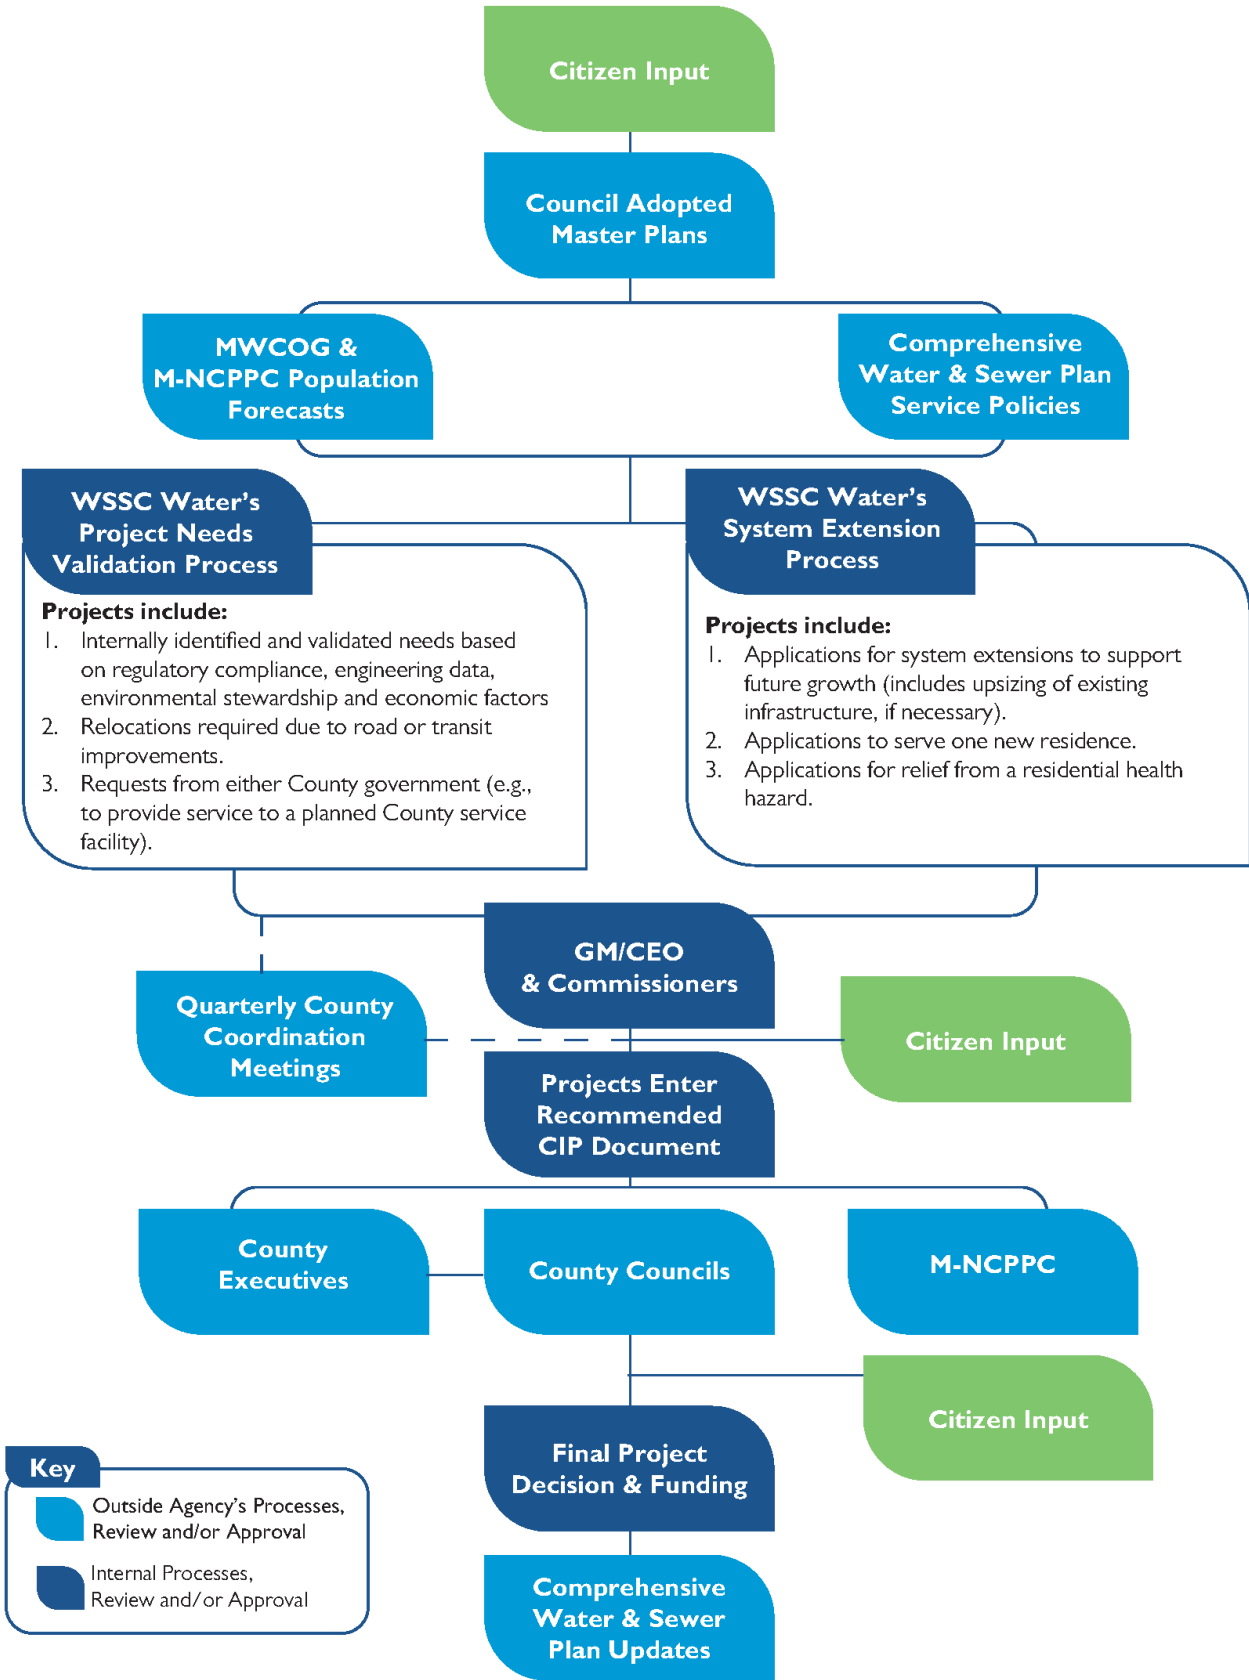 Citizen Input
Council Adopted
Master Plans
MWCOG &
M-NCPPC Population
Forecasts
Comprehensive
Water & Sewer Plan
Service Policies
WSSC Water's
Project Needs
Validation Process
Projects include:
1. Internally identified and validated needs based
on regulatory compliance, engineering data,
environmental stewardship and economic factors
2. Relocations required due to road or transit
improvements.
3. Requests from either County government (e.g.,
to provide service to a planned County service
facility).
WSSC Water's
System Extension
Process
Projects include:
1. Applications for system extensions to support
future growth (includes upsizing of existing
infrastructure, if necessary).
2. Applications to serve one new residence.
3. Applications for relief from a residential health
hazard.
GM/CEO
& Commissioners
Quarterly County
Coordination
Meetings
Citizen Input
Projects Enter
Recommended
CIP Document
County
Executives
County Councils
M-NCPPC
Citizen Input
Final Project
Decision & Funding
Key
Outside Agency's Processes,
Review and/or Approval
Internal Processes,
Review and/or Approval
Comprehensive
Water & Sewer
Plan Updates